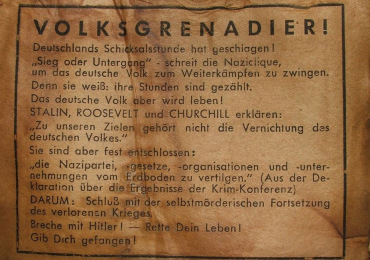 VOLKSGRENADIER!
Deutschlands Schicksalsstunde hat geschlagen!
„Sieg oder Untergang" - schreit die Naziclique,
um das deutsche Volk zum Weiterkämpfen zu zwingen.
Denn sie weiß: ihre Stunden sind gezählt.
Das deutsche Volk aber wird leben!
STALIN, ROOSEVELT und CHURCHILL erklären:
„Zu unseren Zielen gehört nicht die Vernichtung des
deutschen Volkes."
Sie sind aber fest entschlossen:
„die Nazipartei, -gesetze, -organisationen und -unter-
nehmungen vom Erdboden zu vertilgen." (Aus der De-
klaration über die Ergebnisse der Krim-Konferenz)
DARUM: Schluß mit der selbstmörderischen Fortsetzung
des verlorenen Krieges.
Breche mit Hitler! — Rette Dein Leben!
Gib Dich gefangen!